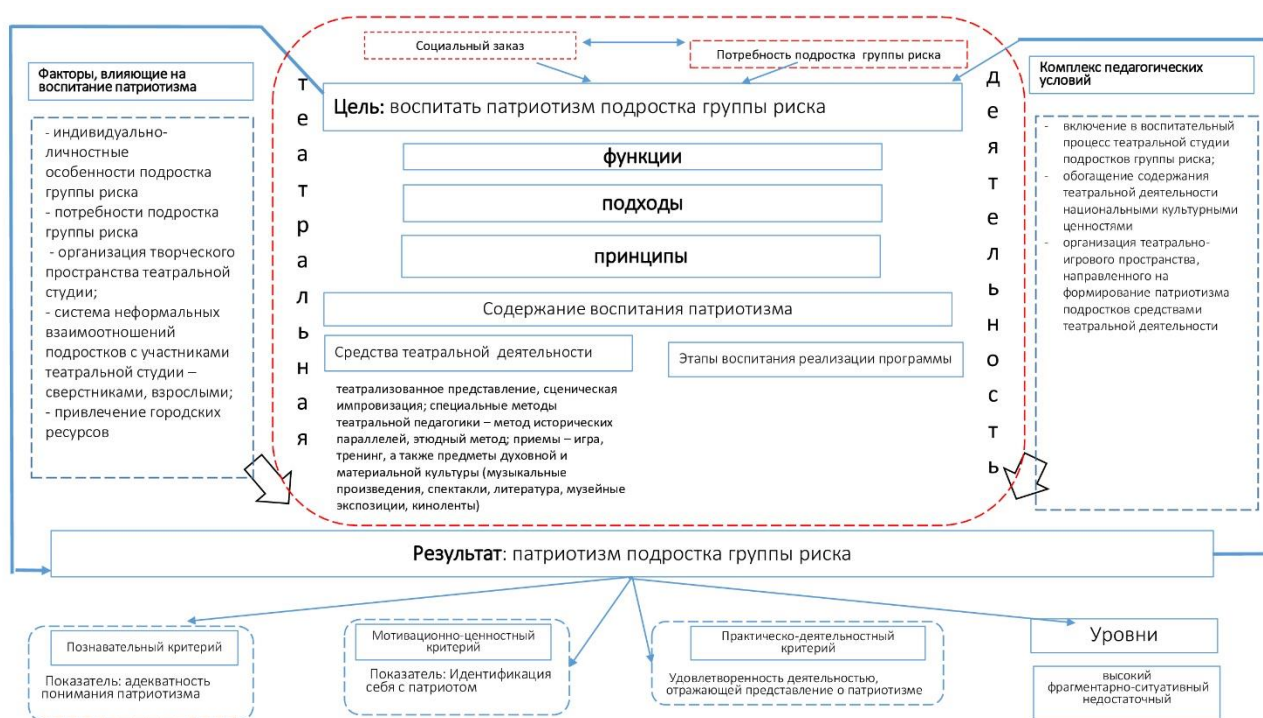 Социальный заказ
Потребность подростка группы риска
Факторы, влияющие на
воспитание патриотизма
- индивидуально-
личностные
особенности подростка
группы риска
- потребности подростка
группы риска
- организация творческого
пространства театральной
студии;
- система неформальных
взаимоотношений
подростков с участниками
театральной студии –
сверстниками, взрослыми;
- привлечение городских
ресурсов
театральная
Цель: воспитать патриотизм подростка группы риска
функции
подходы
принципы
Содержание воспитания патриотизма
Средства театральной деятельности
театрализованное представление, сценическая
импровизация; специальные методы
театральной педагогики – метод исторических
параллелей, этюдный метод; приемы – игра,
тренинг, а также предметы духовной и
материальной культуры (музыкальные
произведения, спектакли, литература, музейные
экспозиции, киноленты)
Этапы воспитания реализации программы
деятельность
Комплекс педагогических
условий
- включение в воспитательный
процесс театральной студии
подростков группы риска;
- обогащение содержания
театральной деятельности
национальными культурными
ценностями
- организация театрально-
игрового пространства,
направленного на
формирование патриотизма
подростков средствами
театральной деятельности
Результат: патриотизм подростка группы риска
Познавательный критерий
Показатель: адекватность
понимания патриотизма
Мотивационно-ценностный
критерий
Показатель: Идентификация
себя с патриотом
Практическо-деятельностный
критерий
Удовлетворенность деятельностью,
отражающей представление о патриотизме
Уровни
высокий
фрагментарно-ситуативный
недостаточный